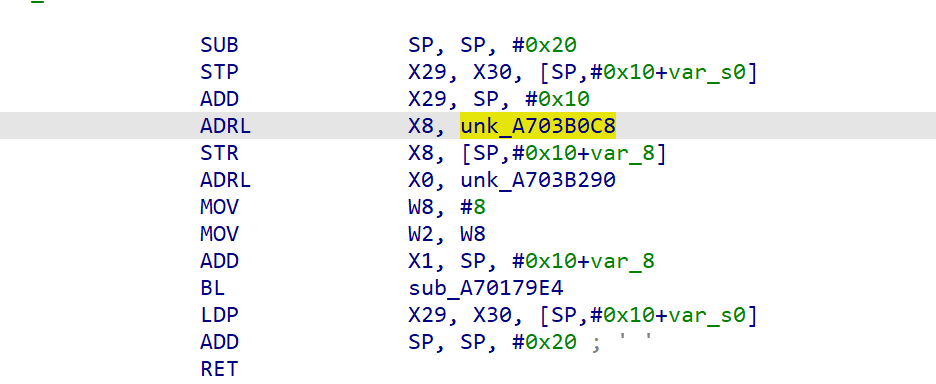 SUB SP, SP, #0x20
STP X29, X30, [SP,#0x10+var_s0]
ADD X29, SP, #0x10
ADRL X8, unk_A703B0C8
STR X8, [SP,#0x10+var_8]
ADRL X0, unk_A703B290
MOV W8, #8
MOV W2, W8
ADD X1, SP, #0x10+var_8
BL sub_A70179E4
LDP X29, X30, [SP,#0x10+var_s0]
ADD SP, SP, #0x20 ; ' '
RET